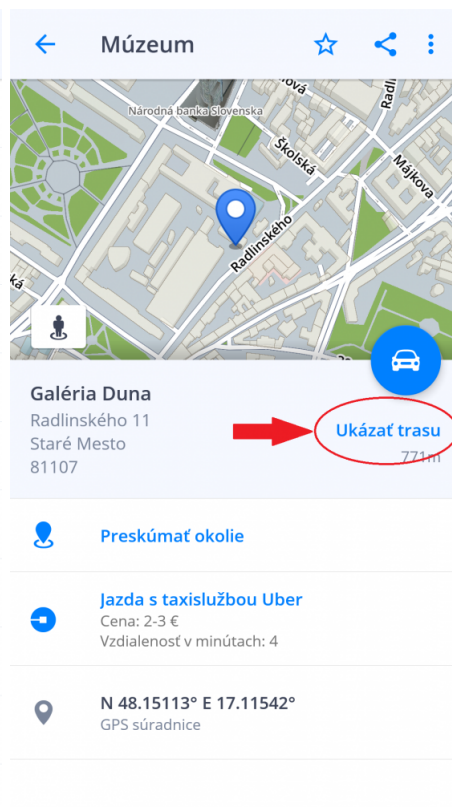 Múzeum
Národná banka Slovenska
Školská
Májkova
Radlinského
Galéria Duna
Radlinského 11
Staré Mesto
81107
Ukázať trasu
771m
Preskúmať okolie
Jazda s taxislužbou Uber
Cena: 2-3 €
Vzdialenosť v minútach: 4
N 48.15113° E 17.11542°
GPS súradnice